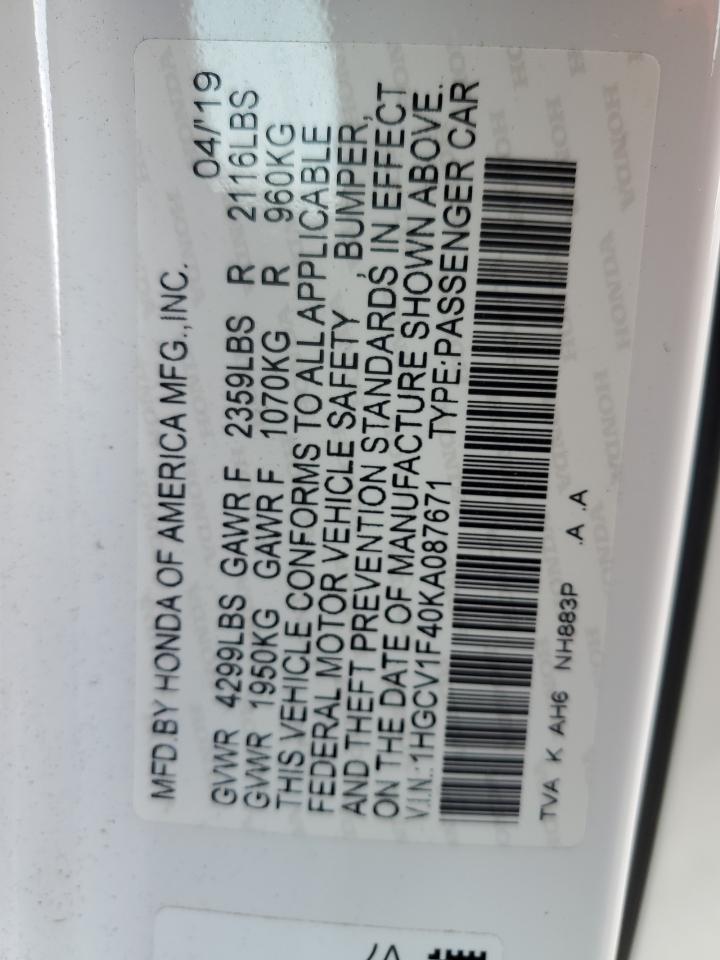 MFD.BY HONDA OF AMERICA MFG.,INC. 04/'19
GVWR 4299LBS GAWR F 2359LBS R 2116LBS
GVWR 1950KG GAWR F 1070KG R 960KG
THIS VEHICLE CONFORMS TO ALL APPLICABLE
FEDERAL MOTOR VEHICLE SAFETY, BUMPER,
AND THEFT PREVENTION STANDARDS IN EFFECT
ON THE DATE OF MANUFACTURE SHOWN ABOVE.
V.I.N.:1HGCV1F40KA087671 TYPE:PASSENGER CAR
TVA K AH6 NH883P .A .A